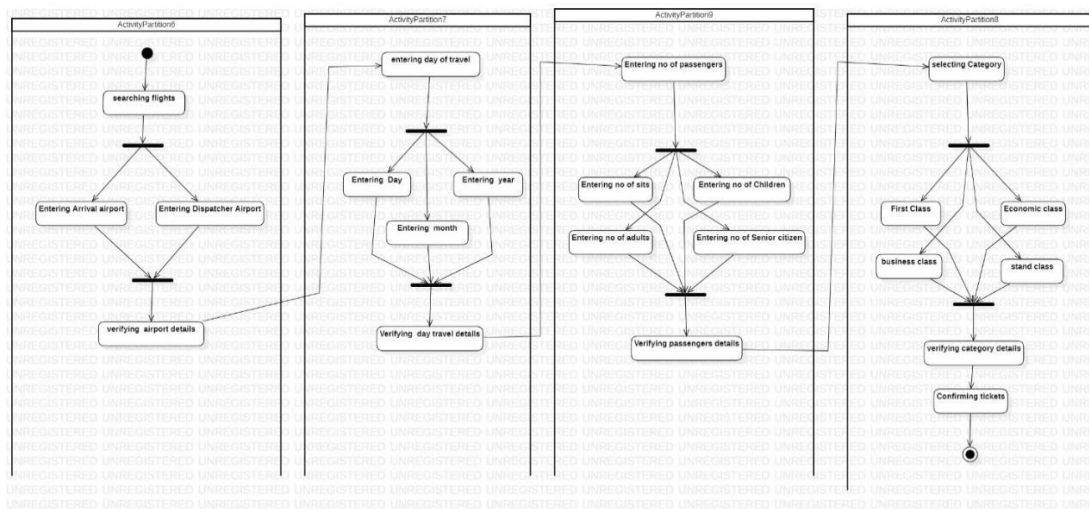 ActivityPartition6
searching flights
Entering Arrival airport
Entering Dispatcher Airport
verifying airport details
ActivityPartition7
entering day of travel
Entering Day
Entering year
Entering month
Verifying day travel details
ActivityPartition9
Entering no of passengers
Entering no of sits
Entering no of Children
Entering no of adults
Entering no of Senior citizen
Verifying passengers details
ActivityPartition8
selecting Category
First Class
Economic class
business class
stand class
verifying category details
Confirming tickets
UNREGISTERED